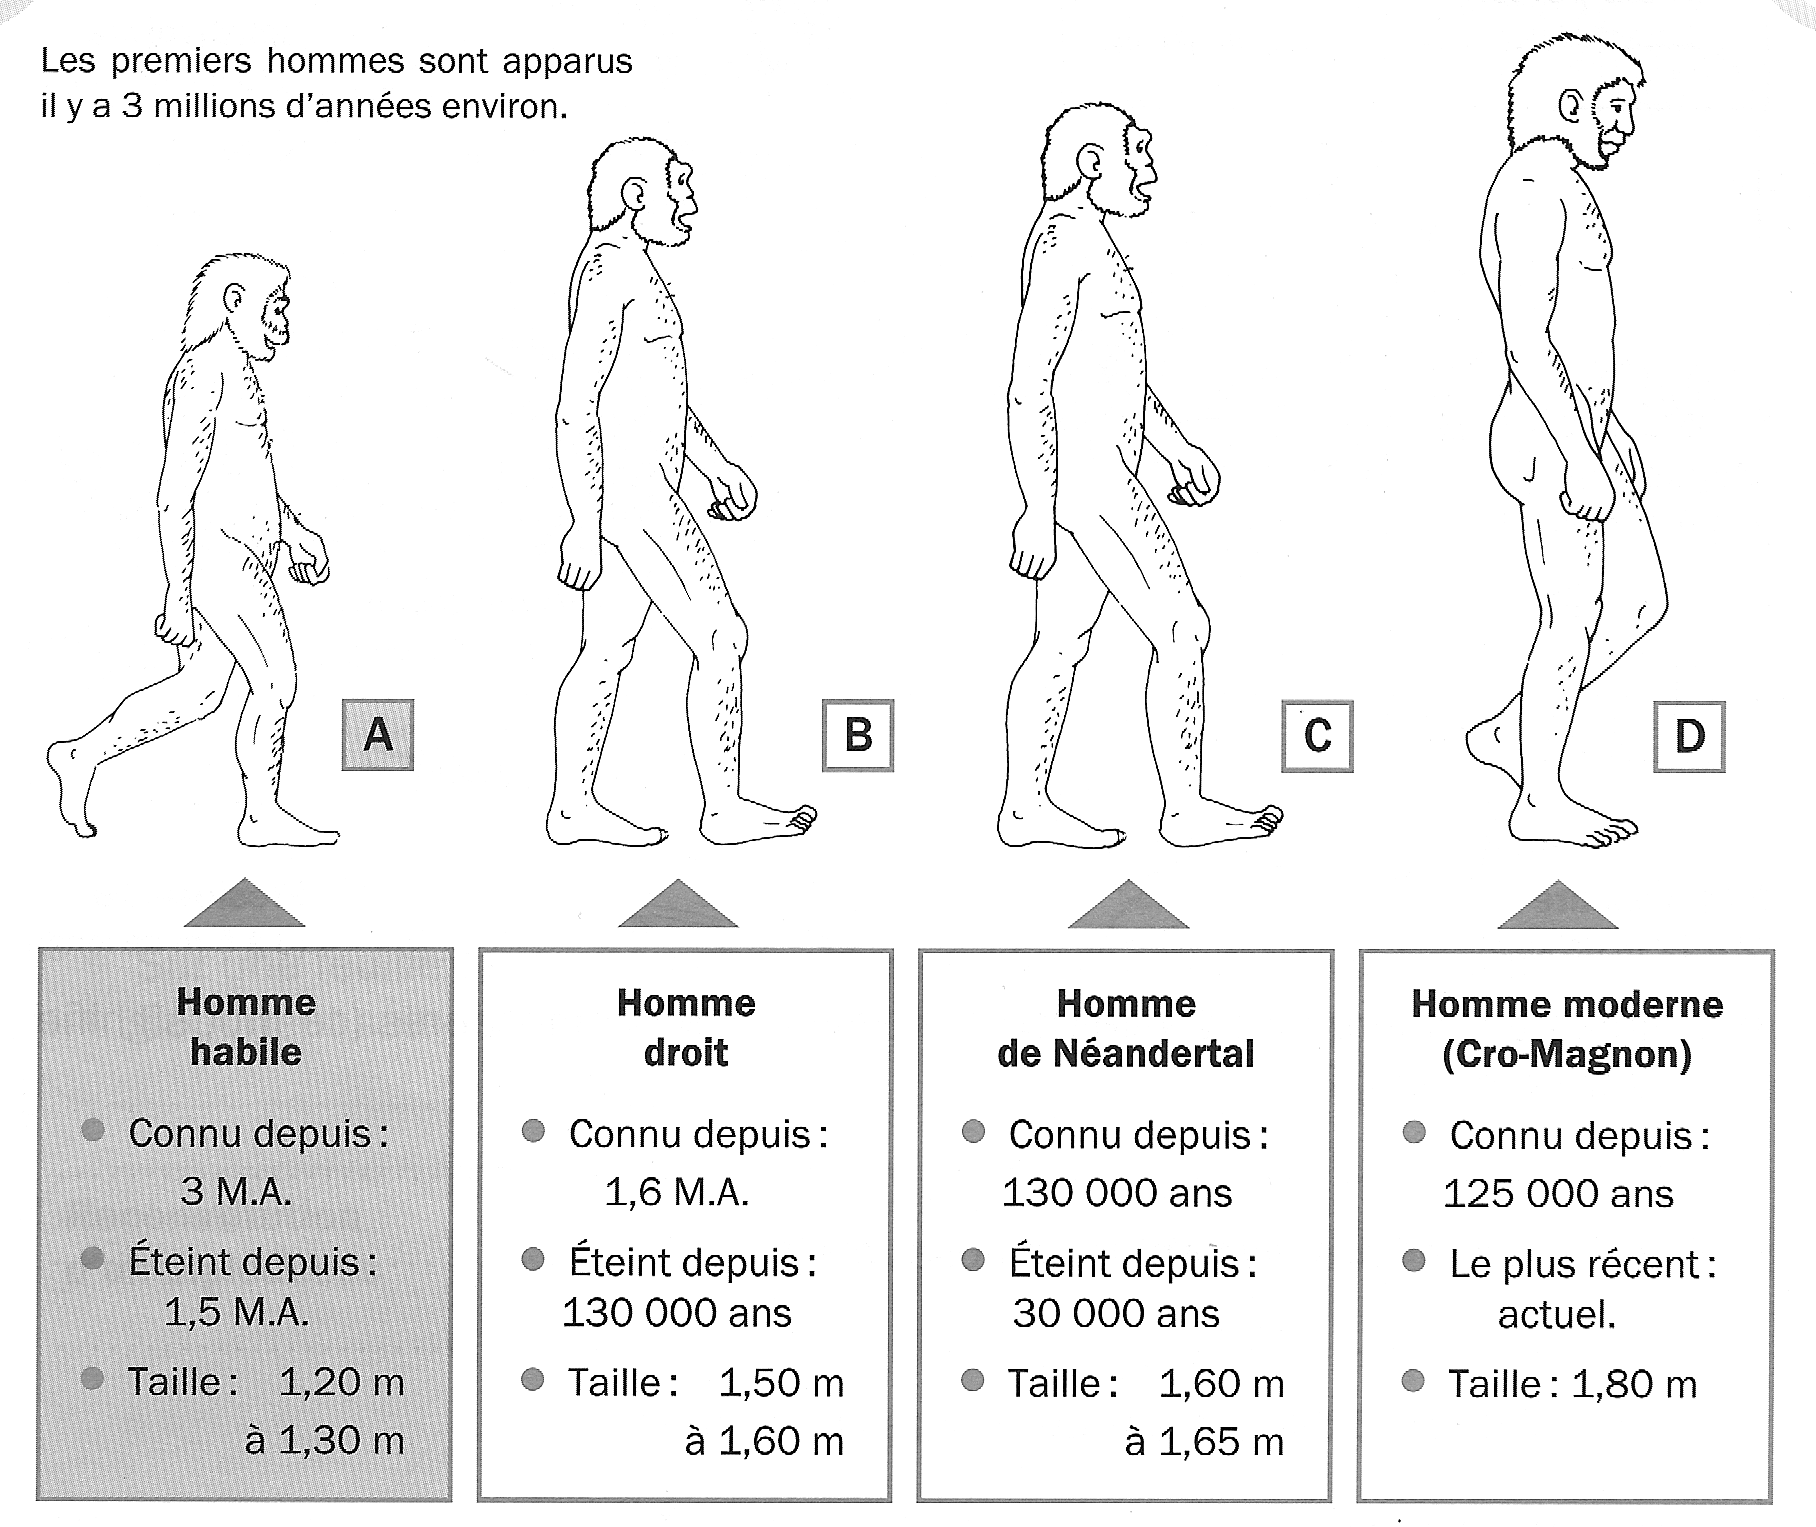 Les premiers hommes sont apparus
il y a 3 millions d'années environ.
A
B
C
D
Homme
habile
Connu depuis :
3 M.A.
Éteint depuis :
1,5 M.A.
Taille : 1,20 m
à 1,30 m
Homme
droit
Connu depuis :
1,6 M.A.
Éteint depuis :
130 000 ans
Taille : 1,50 m
à 1,60 m
Homme
de Néandertal
Connu depuis :
130 000 ans
Éteint depuis :
30 000 ans
Taille : 1,60 m
à 1,65 m
Homme moderne
(Cro-Magnon)
Connu depuis :
125 000 ans
Le plus récent :
actuel.
Taille : 1,80 m